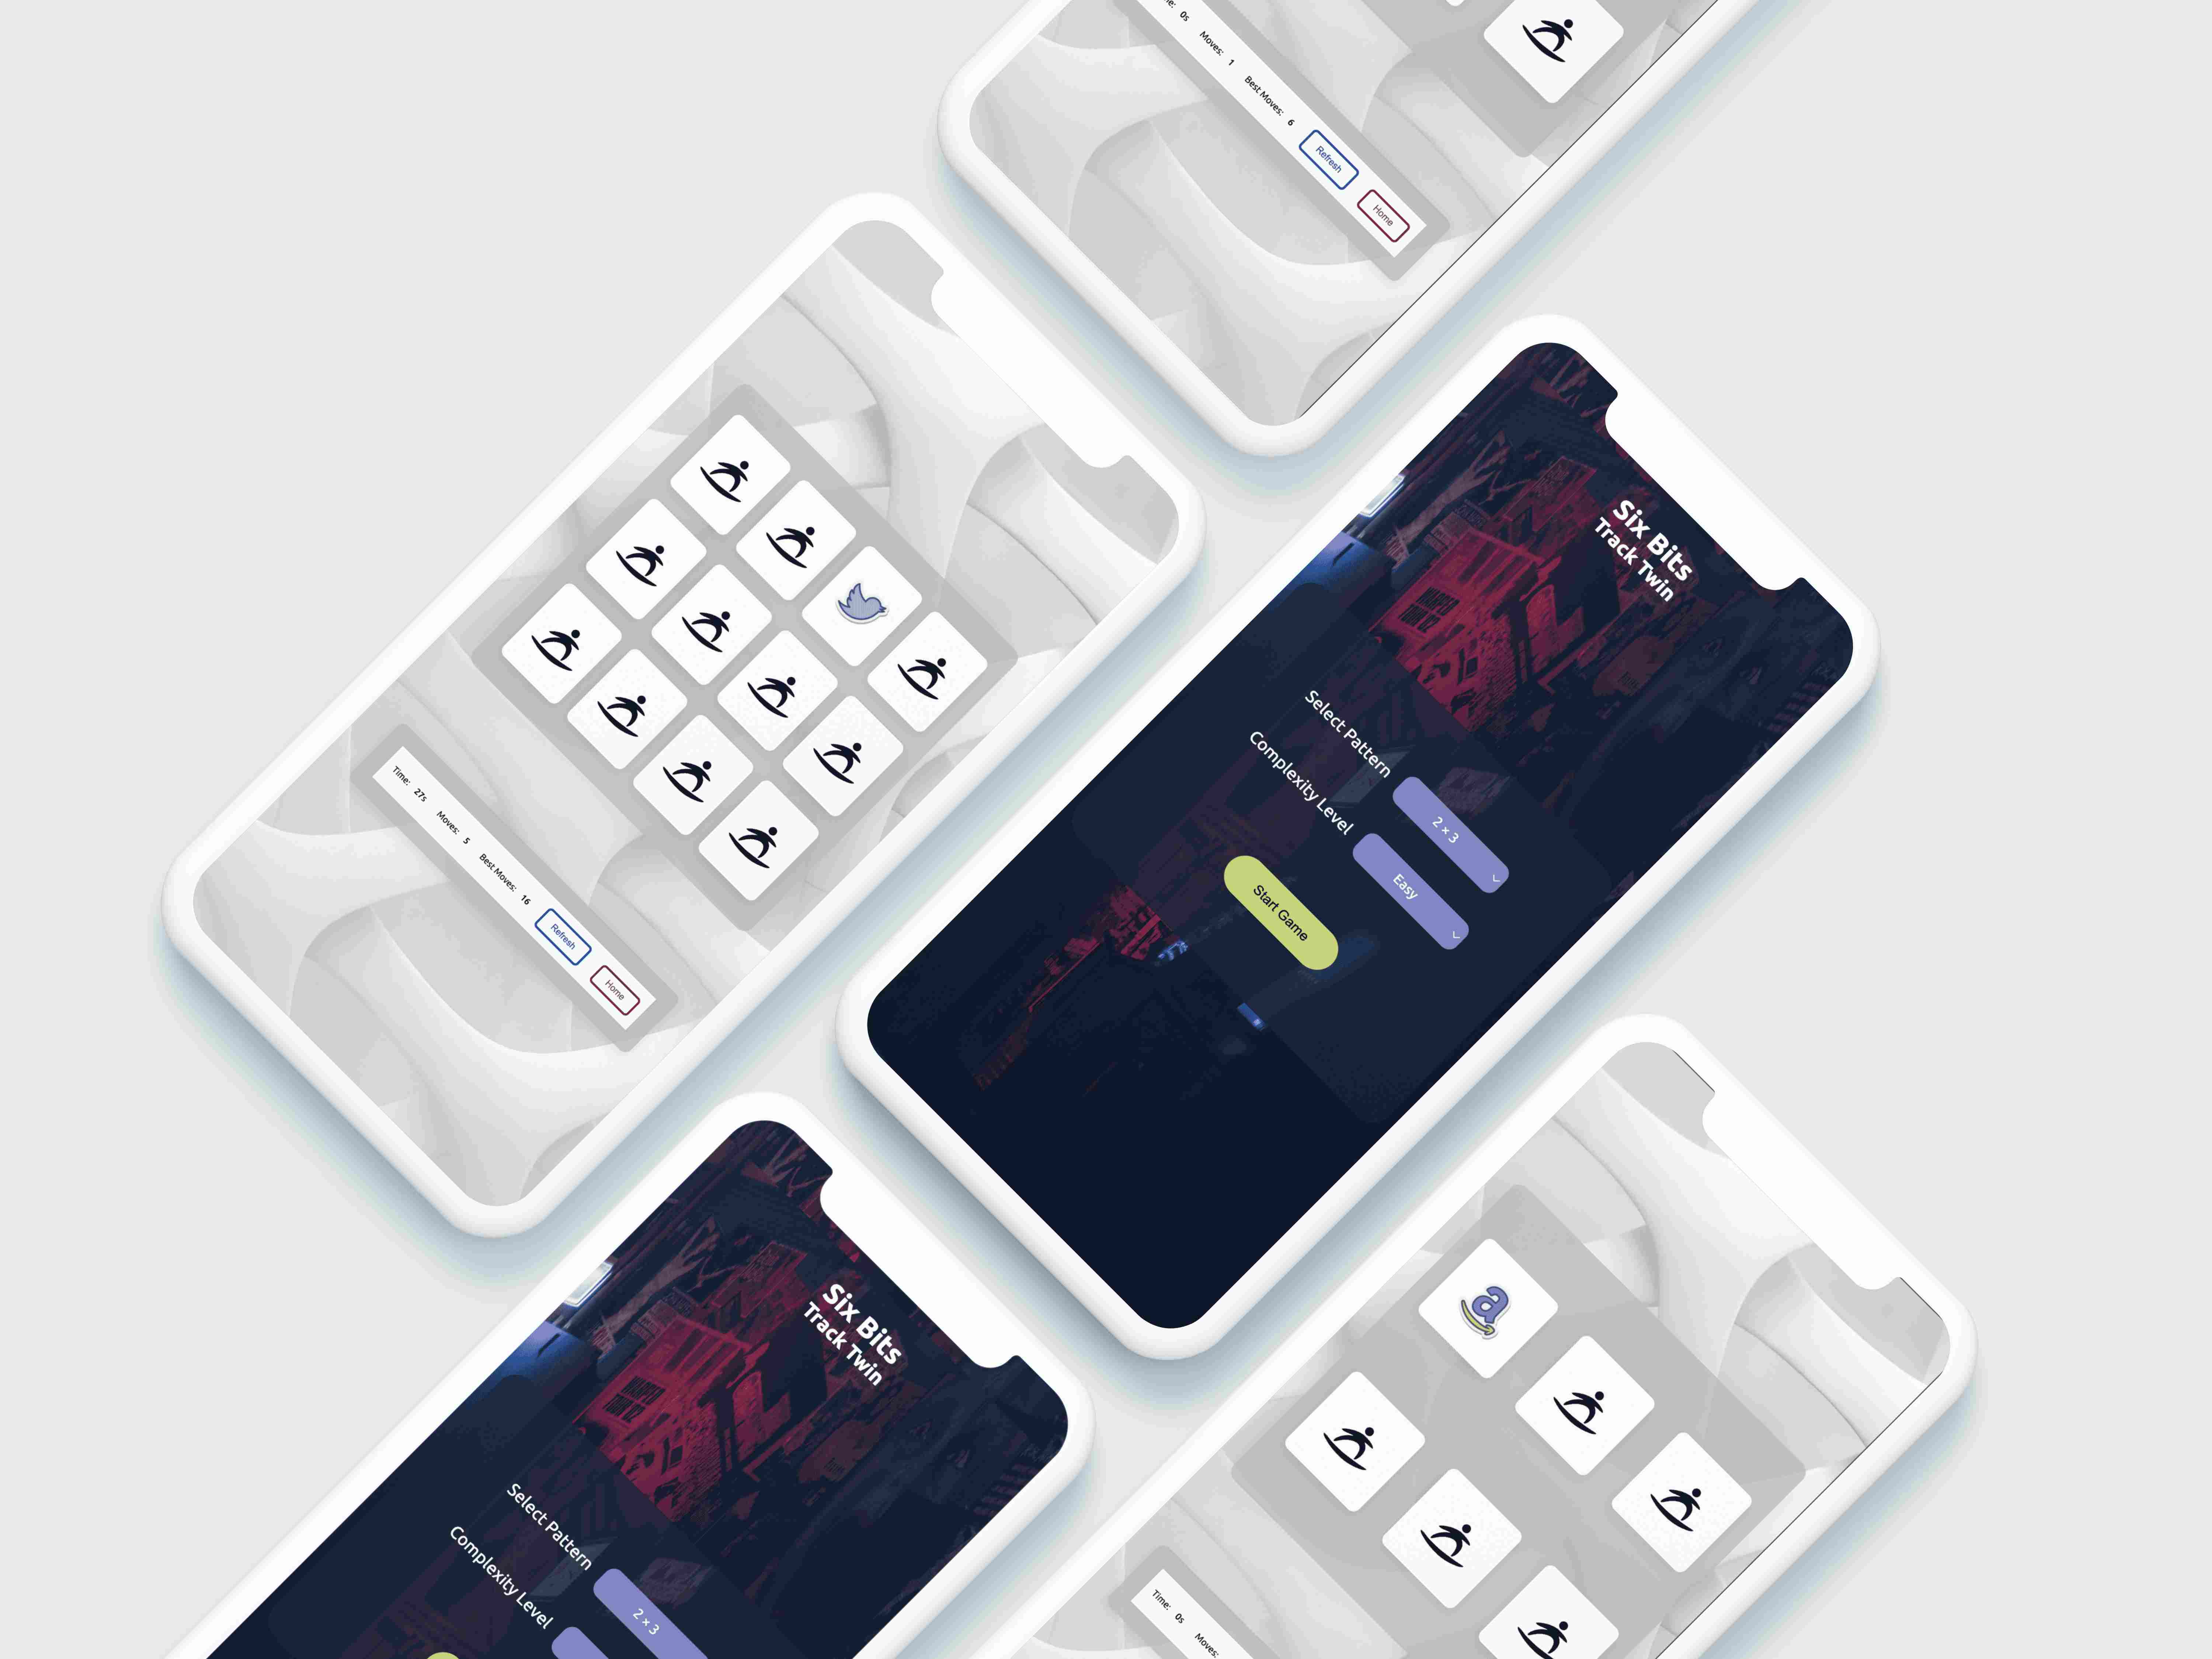 0s Moves: 1 Best Moves: 6 Refresh Home
Time: 27s Moves: 5 Best Moves: 16 Refresh Home
Six Bits
Track Twin
Select Pattern 2 × 3
Complexity Level Easy
Start Game
Six Bits
Track Twin
Select Pattern 2 × 3
Complexity Level
a
Time: 0s Moves: